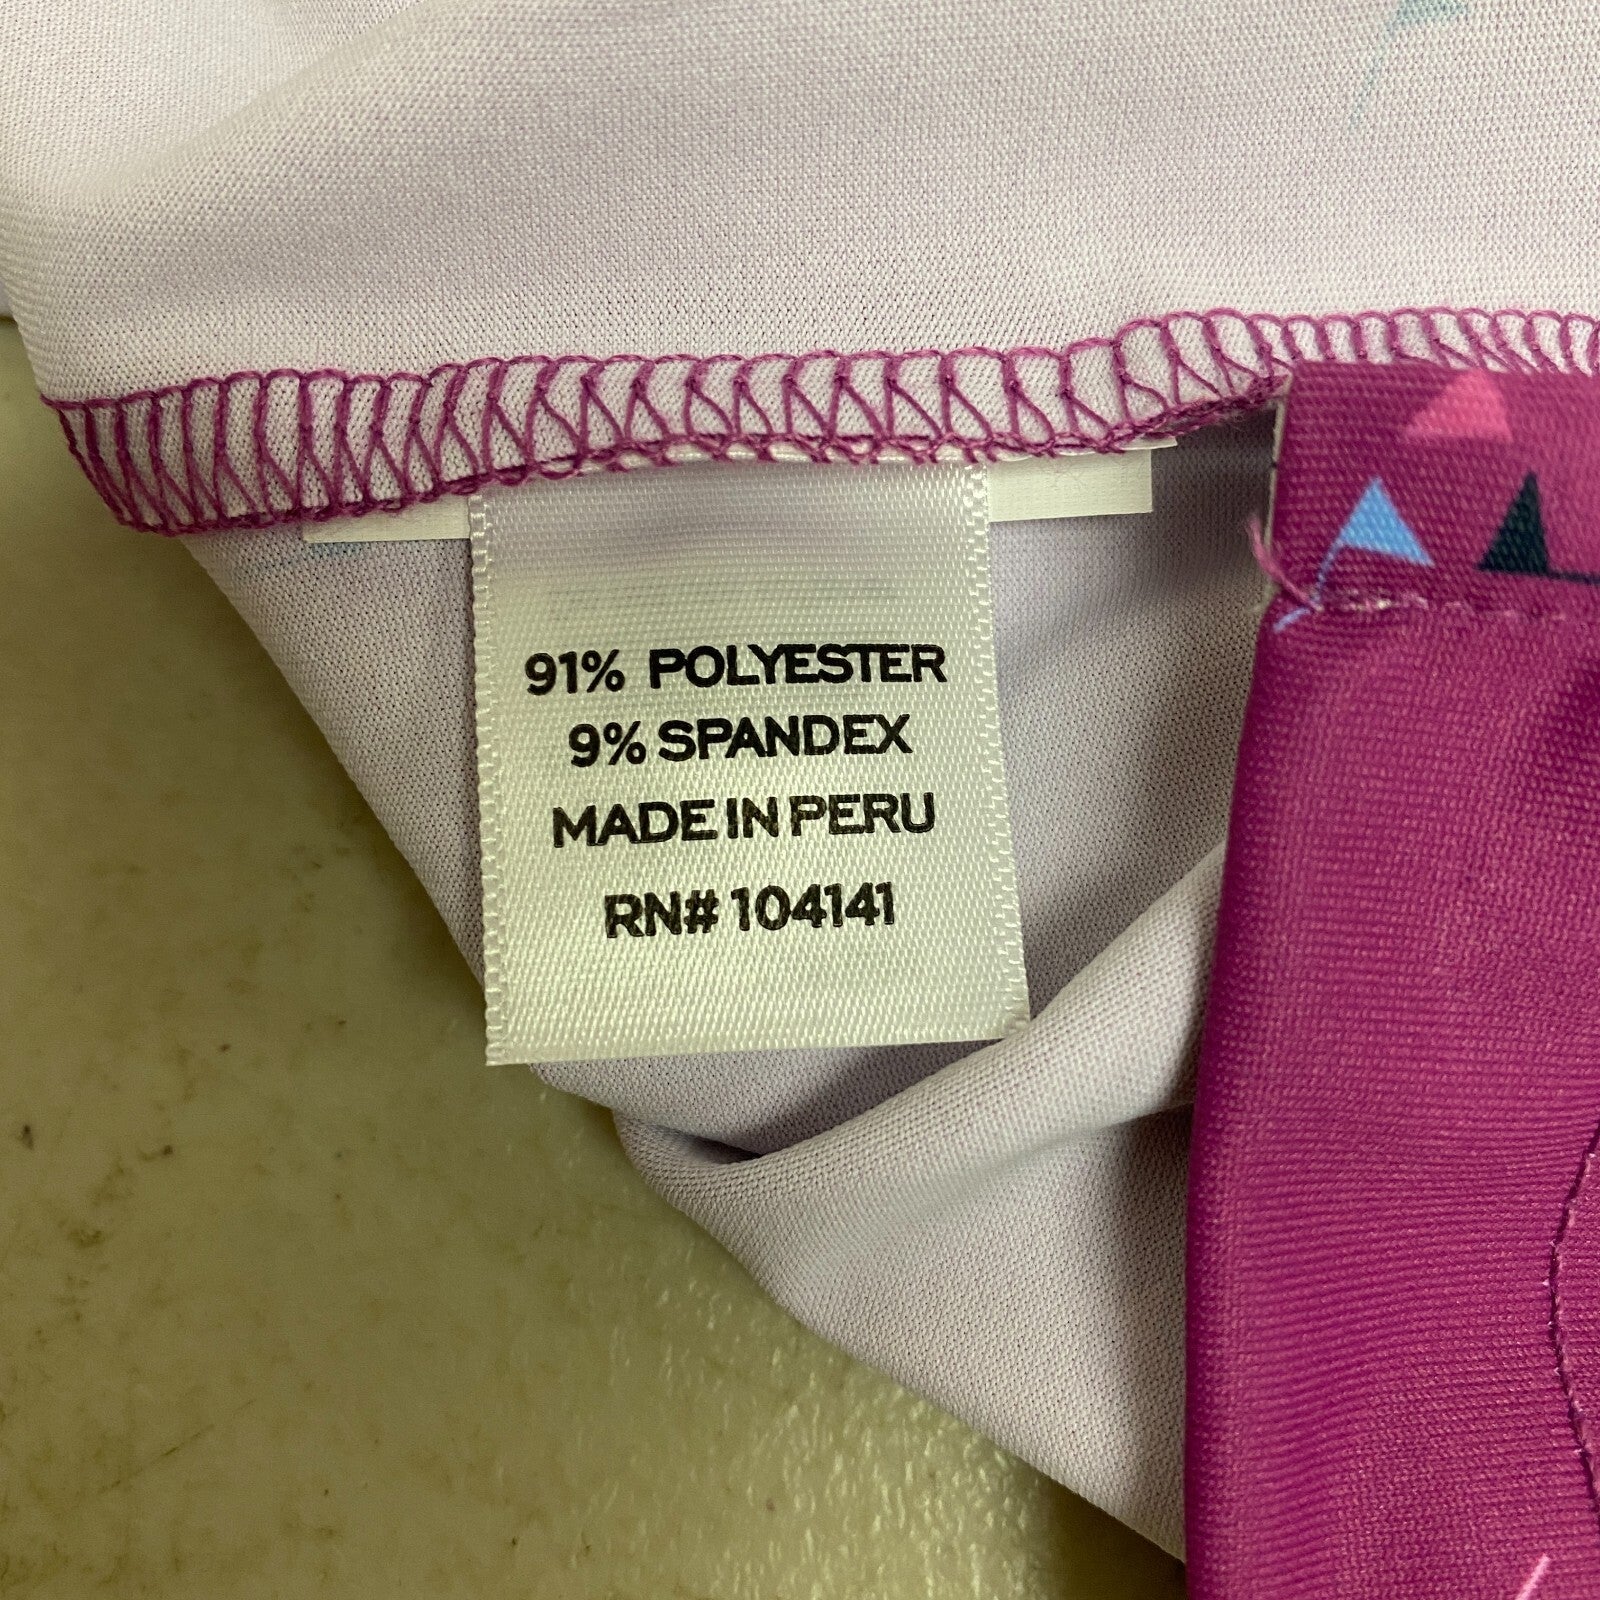 91% POLYESTER
9% SPANDEX
MADE IN PERU
RN# 104141